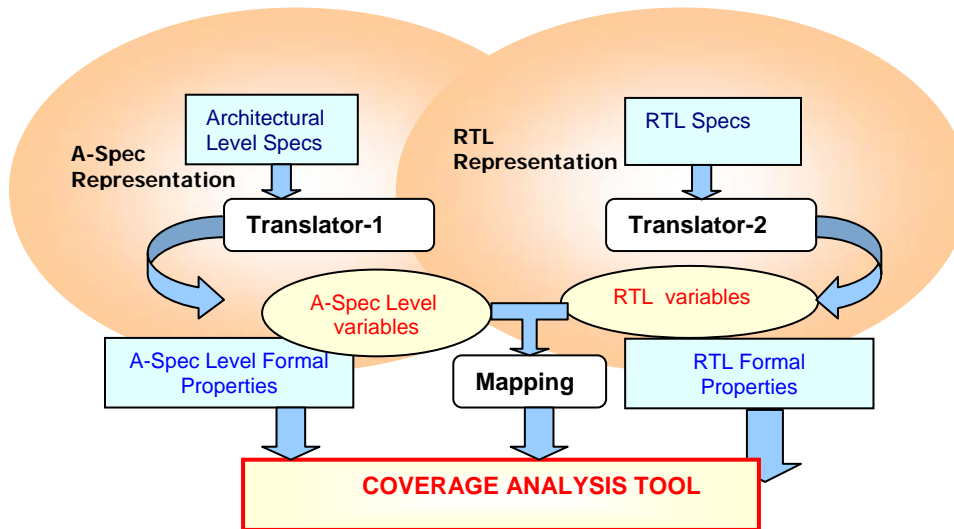 Architectural
Level Specs
RTL Specs
A-Spec
Representation
RTL
Representation
Translator-1
Translator-2
A-Spec Level
variables
RTL variables
A-Spec Level Formal
Properties
Mapping
RTL Formal
Properties
COVERAGE ANALYSIS TOOL